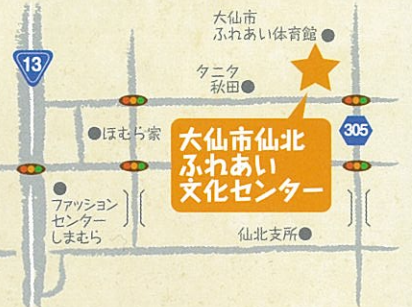 大仙市
ふれあい体育館
13
タニタ
秋田
305
ほむら家
大仙市仙北
ふれあい
文化センター
ファッション
センター
しまむら
仙北支所